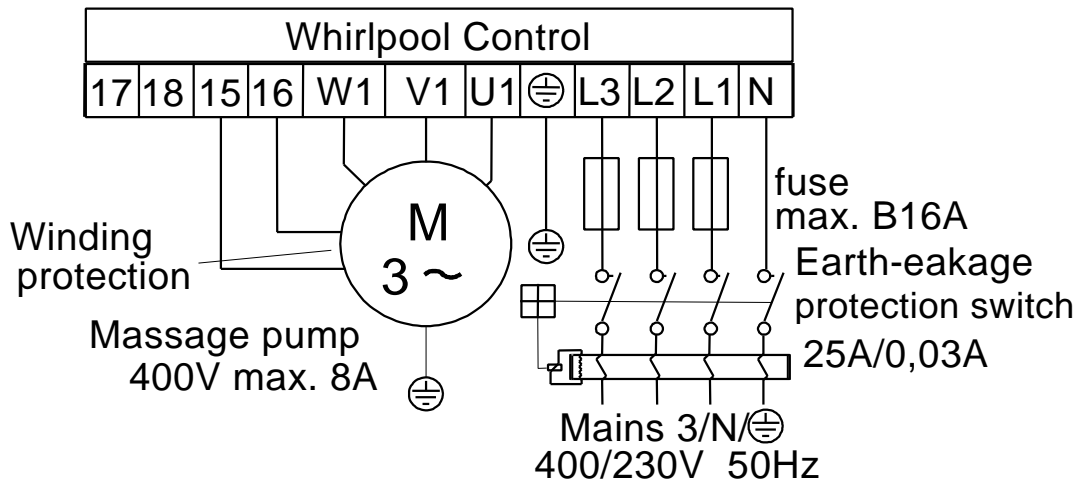 Whirlpool Control
17 18 15 16 W1 V1 U1 L3 L2 L1 N
fuse
max. B16A
M
3 ~
Winding
protection
Earth-eakage
protection switch
25A/0,03A
Massage pump
400V max. 8A
Mains 3/N/⏚
400/230V 50Hz